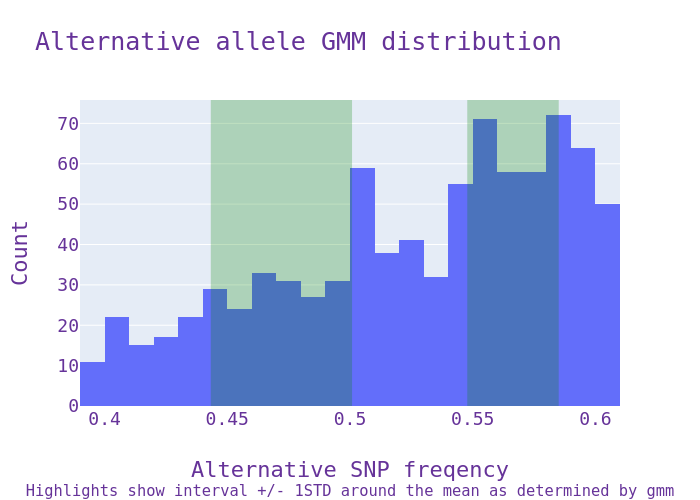 Alternative allele GMM distribution
70
60
50
40
30
20
10
0
Count
0.4 0.45 0.5 0.55 0.6
Alternative SNP freqency
Highlights show interval +/- 1STD around the mean as determined by gmm